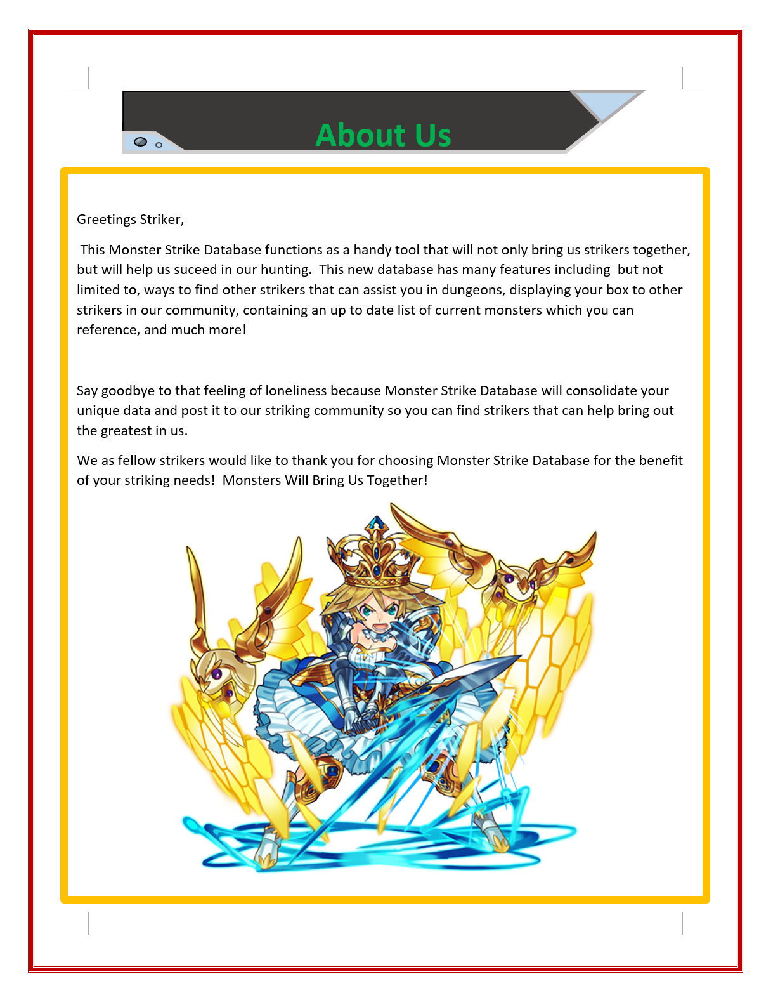 About Us
Greetings Striker,
This Monster Strike Database functions as a handy tool that will not only bring us strikers together,
but will help us suceed in our hunting.  This new database has many features including  but not
limited to, ways to find other strikers that can assist you in dungeons, displaying your box to other
strikers in our community, containing an up to date list of current monsters which you can
reference, and much more!
Say goodbye to that feeling of loneliness because Monster Strike Database will consolidate your
unique data and post it to our striking community so you can find strikers that can help bring out
the greatest in us.
We as fellow strikers would like to thank you for choosing Monster Strike Database for the benefit
of your striking needs!  Monsters Will Bring Us Together!